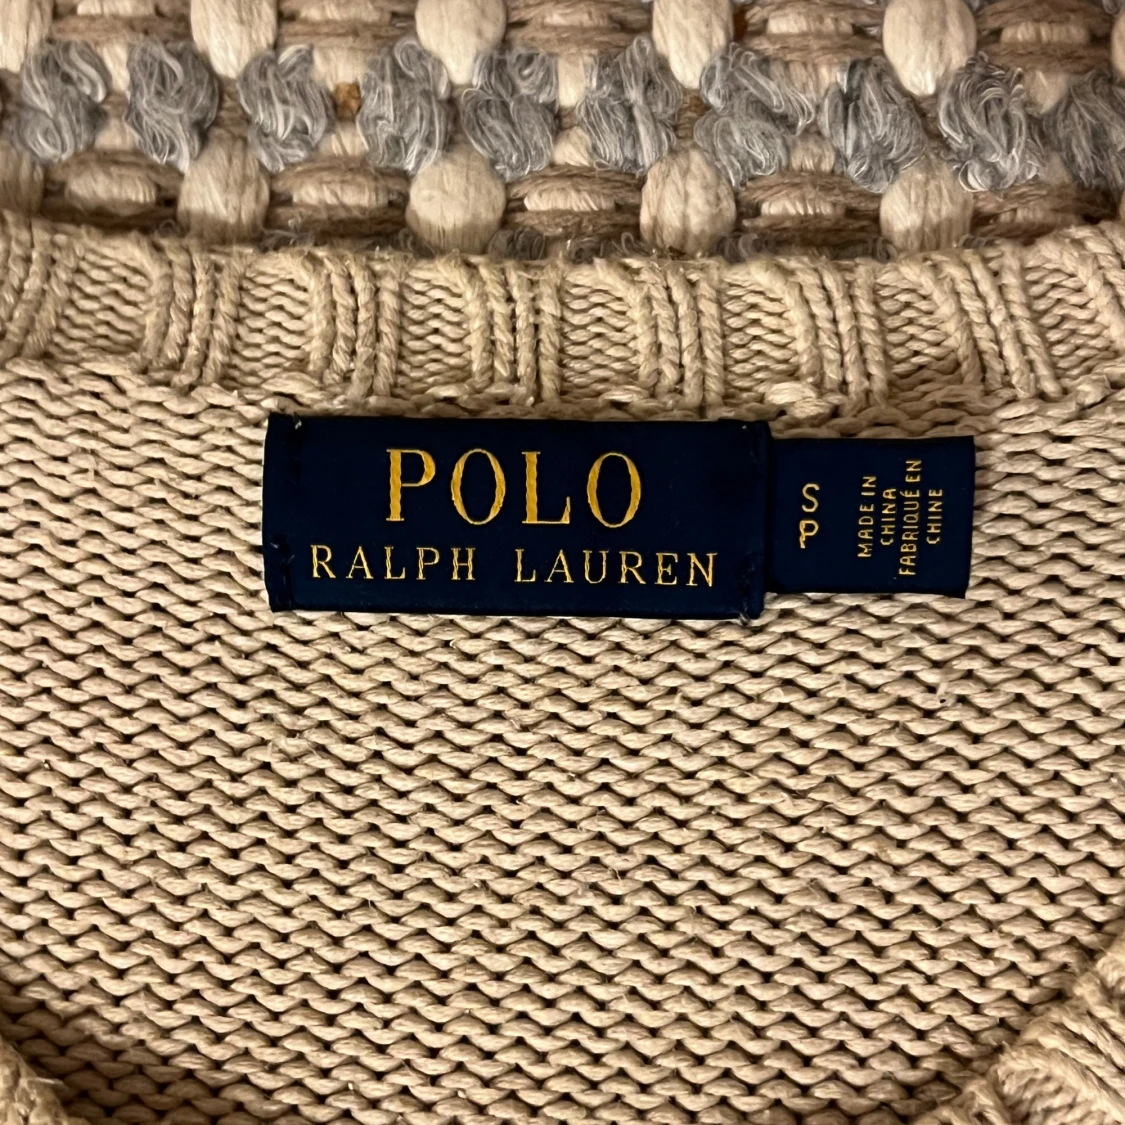 POLO
RALPH LAUREN
S
P
MADE IN
CHINA
FABRIQUÉ EN
CHINE